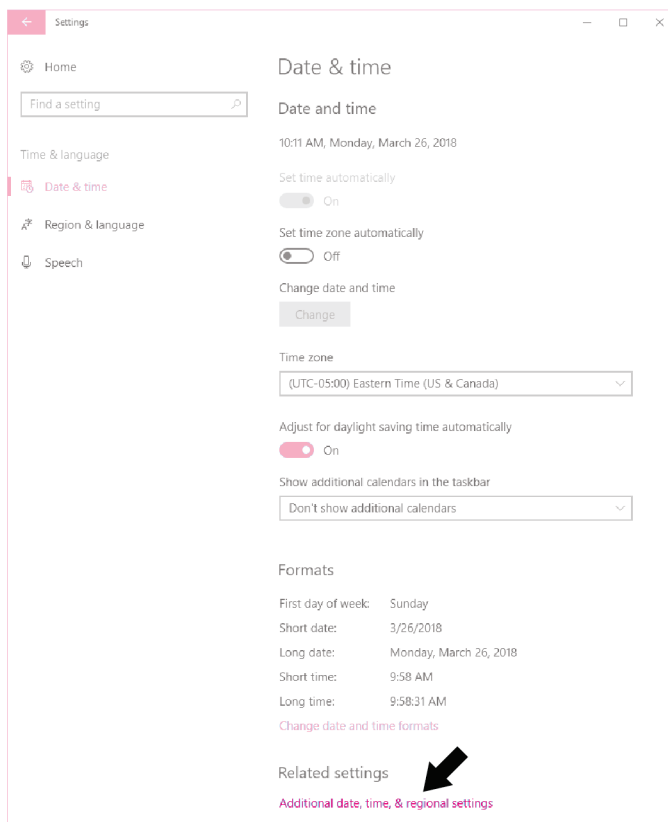 Settings
Home
Find a setting
Time & language
Date & time
Region & language
Speech
Date & time
Date and time
10:11 AM, Monday, March 26, 2018
Set time automatically
On
Set time zone automatically
Off
Change date and time
Change
Time zone
(UTC-05:00) Eastern Time (US & Canada)
Adjust for daylight saving time automatically
On
Show additional calendars in the taskbar
Don't show additional calendars
Formats
First day of week: Sunday
Short date: 3/26/2018
Long date: Monday, March 26, 2018
Short time: 9:58 AM
Long time: 9:58:31 AM
Change date and time formats
Related settings
Additional date, time, & regional settings